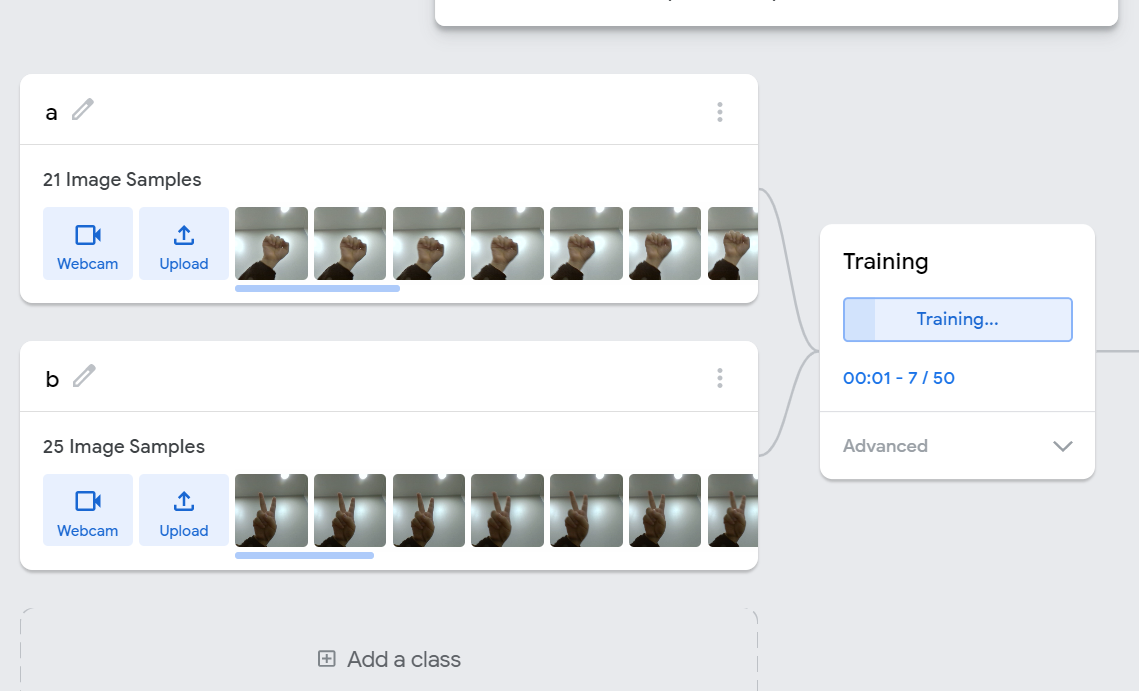 a
21 Image Samples
Webcam
Upload
b
25 Image Samples
Webcam
Upload
Add a class
Training
Training...
00:01 - 7 / 50
Advanced